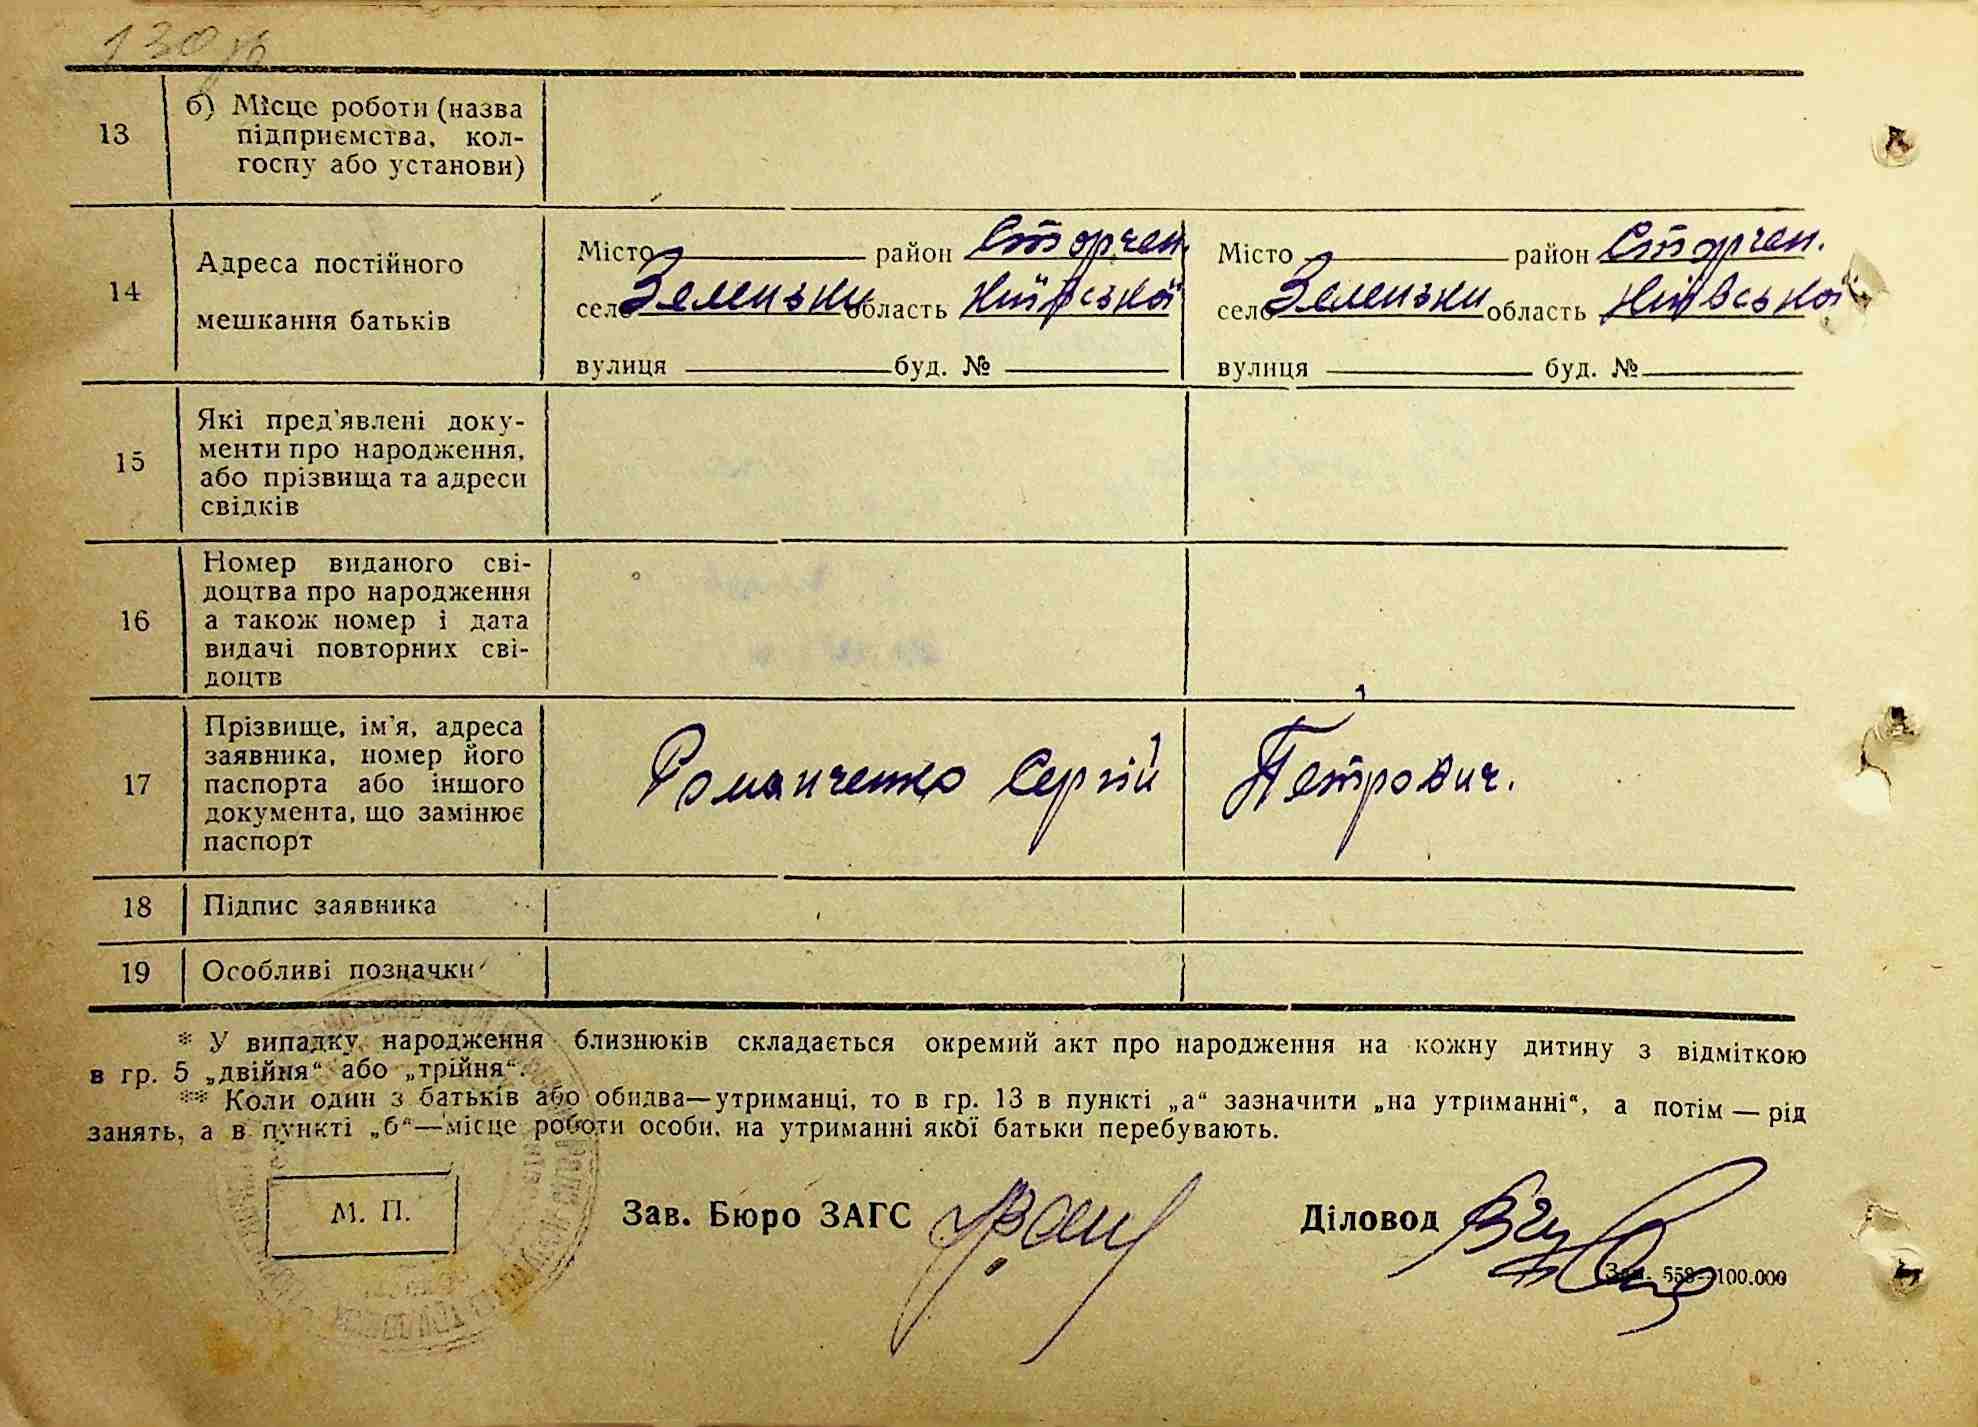 13 б) Місце роботи (назва
підприємства, кол-
госпу або установи)
14 Адреса постійного
мешкання батьків
Місто район Сторчен. Місто район Сторчен.
село Зеленьки область Київської село Зеленьки область Київської
вулиця буд. № вулиця буд. №
15 Які пред'явлені доку-
менти про народження,
або прізвища та адреси
свідків
16 Номер виданого сві-
доцтва про народження
а також номер і дата
видачі повторних сві-
доцтв
17 Прізвище, ім'я, адреса
заявника, номер його
паспорта або іншого
документа, що замінює
паспорт
Романченко Сергій Петрович.
18 Підпис заявника
19 Особливі позначки
* У випадку народження близнюків складається окремий акт про народження на кожну дитину з відміткою
в гр. 5 „двійня“ або „трійня“.
** Коли один з батьків або обидва—утриманці, то в гр. 13 в пункті „а“ зазначити „на утриманні“, а потім — рід
занять, а в пункті „б“—місце роботи особи, на утриманні якої батьки перебувають.
М. П. Зав. Бюро ЗАГС Діловод
Зам. 558—100.000